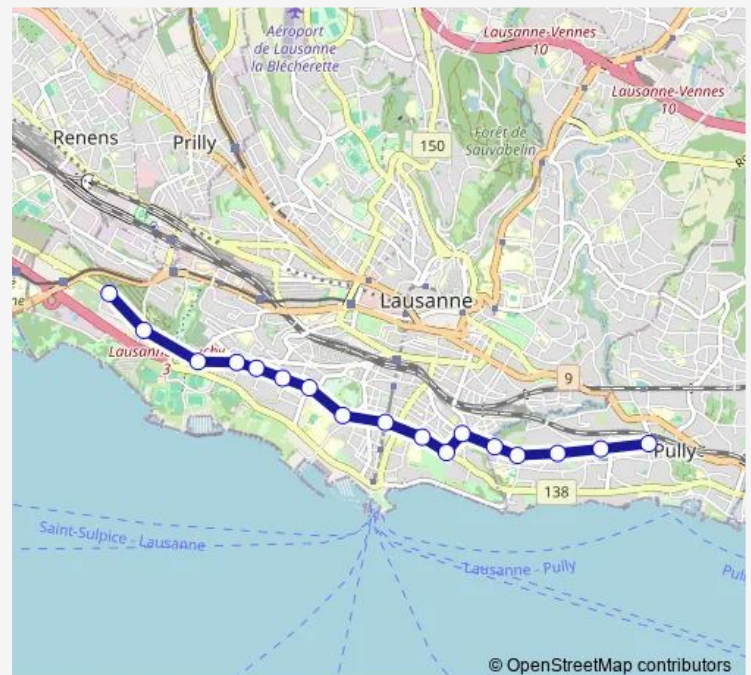 Aéroport
de Lausanne
la Blécherette
Lausanne-Vennes
10
Lausanne-Vennes
10
Renens
Prilly
150
Forêt de
Sauvabelin
Lausanne
3
9
Pully
138
Saint-Sulpice - Lausanne
Lausanne - Pully
© OpenStreetMap contributors